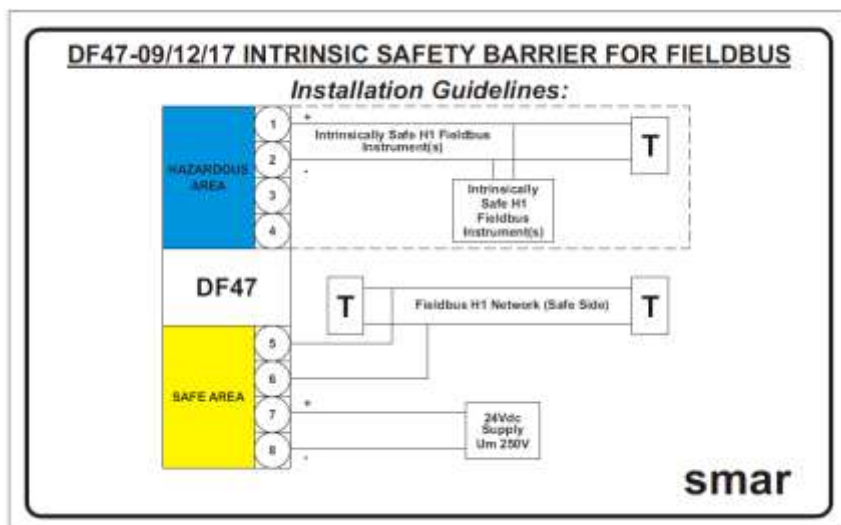 DF47-09/12/17 INTRINSIC SAFETY BARRIER FOR FIELDBUS
Installation Guidelines:
HAZARDOUS
AREA
1
2
3
4
+
-
Intrinsically Safe H1 Fieldbus
Instrument(s)
T
Intrinsically
Safe H1
Fieldbus
Instrument(s)
DF47
T
Fieldbus H1 Network (Safe Side)
T
SAFE AREA
5
6
7
8
+
-
24Vdc
Supply
Um 250V
smar